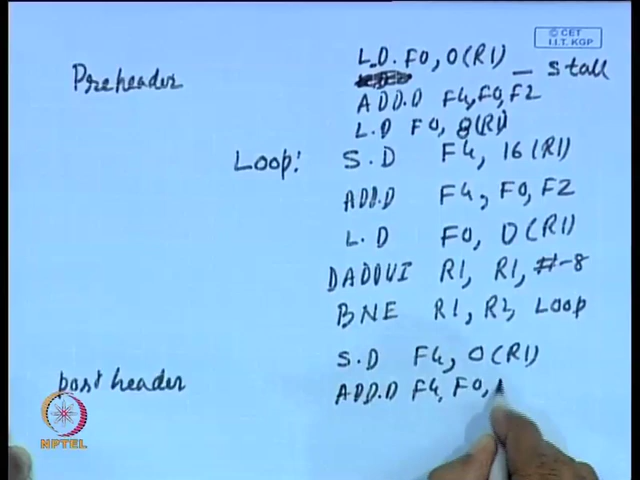 © CET
I.I.T. KGP
L.D. F0, 0(R1) _ stall
Preheader
ADD.D F4, F0, F2
L.D F0, 8(R1)
Loop: S.D F4, 16(R1)
ADD.D F4, F0, F2
L.D F0, 0(R1)
DADDUI R1, R1, #-8
BNE R1, R2, Loop
S.D F4, 0(R1)
post header
ADD.D F4, F0,
NPTEL